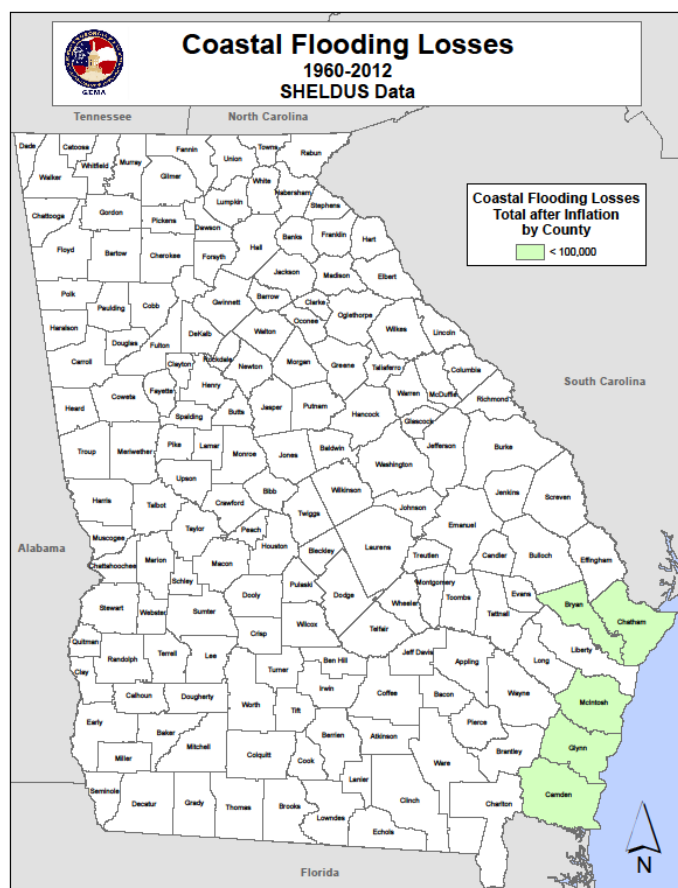 Coastal Flooding Losses
1960-2012
SHELDUS Data
GEMA
Tennessee
North Carolina
Dade
Catoosa
Fannin
Towns
Rabun
Whitfield
Murray
Union
Walker
Gilmer
White
Habersham
Lumpkin
Stephens
Chattooga
Gordon
Pickens
Dawson
Banks
Franklin
Hart
Floyd
Bartow
Cherokee
Forsyth
Hall
Jackson
Madison
Elbert
Coastal Flooding Losses
Total after Inflation
by County
< 100,000
Polk
Paulding
Cobb
Gwinnett
Barrow
Clarke
Oglethorpe
Oconee
Haralson
Douglas
Fulton
DeKalb
Walton
Wilkes
Lincoln
Carroll
Clayton
Rockdale
Newton
Morgan
Greene
Taliaferro
Columbia
South Carolina
Heard
Coweta
Fayette
Henry
Spalding
Butts
Jasper
Putnam
Hancock
Warren
McDuffie
Richmond
Glascock
Troup
Meriwether
Pike
Lamar
Monroe
Jones
Baldwin
Jefferson
Burke
Washington
Upson
Harris
Talbot
Crawford
Bibb
Wilkinson
Twiggs
Jenkins
Screven
Taylor
Peach
Johnson
Emanuel
Muscogee
Houston
Bleckley
Laurens
Treutlen
Candler
Bulloch
Effingham
Alabama
Chattahoochee
Marion
Macon
Schley
Pulaski
Dodge
Montgomery
Wheeler
Toombs
Evans
Bryan
Chatham
Stewart
Webster
Sumter
Dooly
Wilcox
Telfair
Tattnall
Liberty
Quitman
Crisp
Randolph
Terrell
Lee
Ben Hill
Jeff Davis
Appling
Long
Clay
Turner
Irwin
Coffee
Bacon
Wayne
McIntosh
Calhoun
Dougherty
Worth
Tift
Early
Baker
Mitchell
Colquitt
Berrien
Atkinson
Pierce
Glynn
Miller
Cook
Ware
Brantley
Seminole
Lanier
Camden
Decatur
Grady
Thomas
Brooks
Lowndes
Clinch
Charlton
Echols
Florida
N